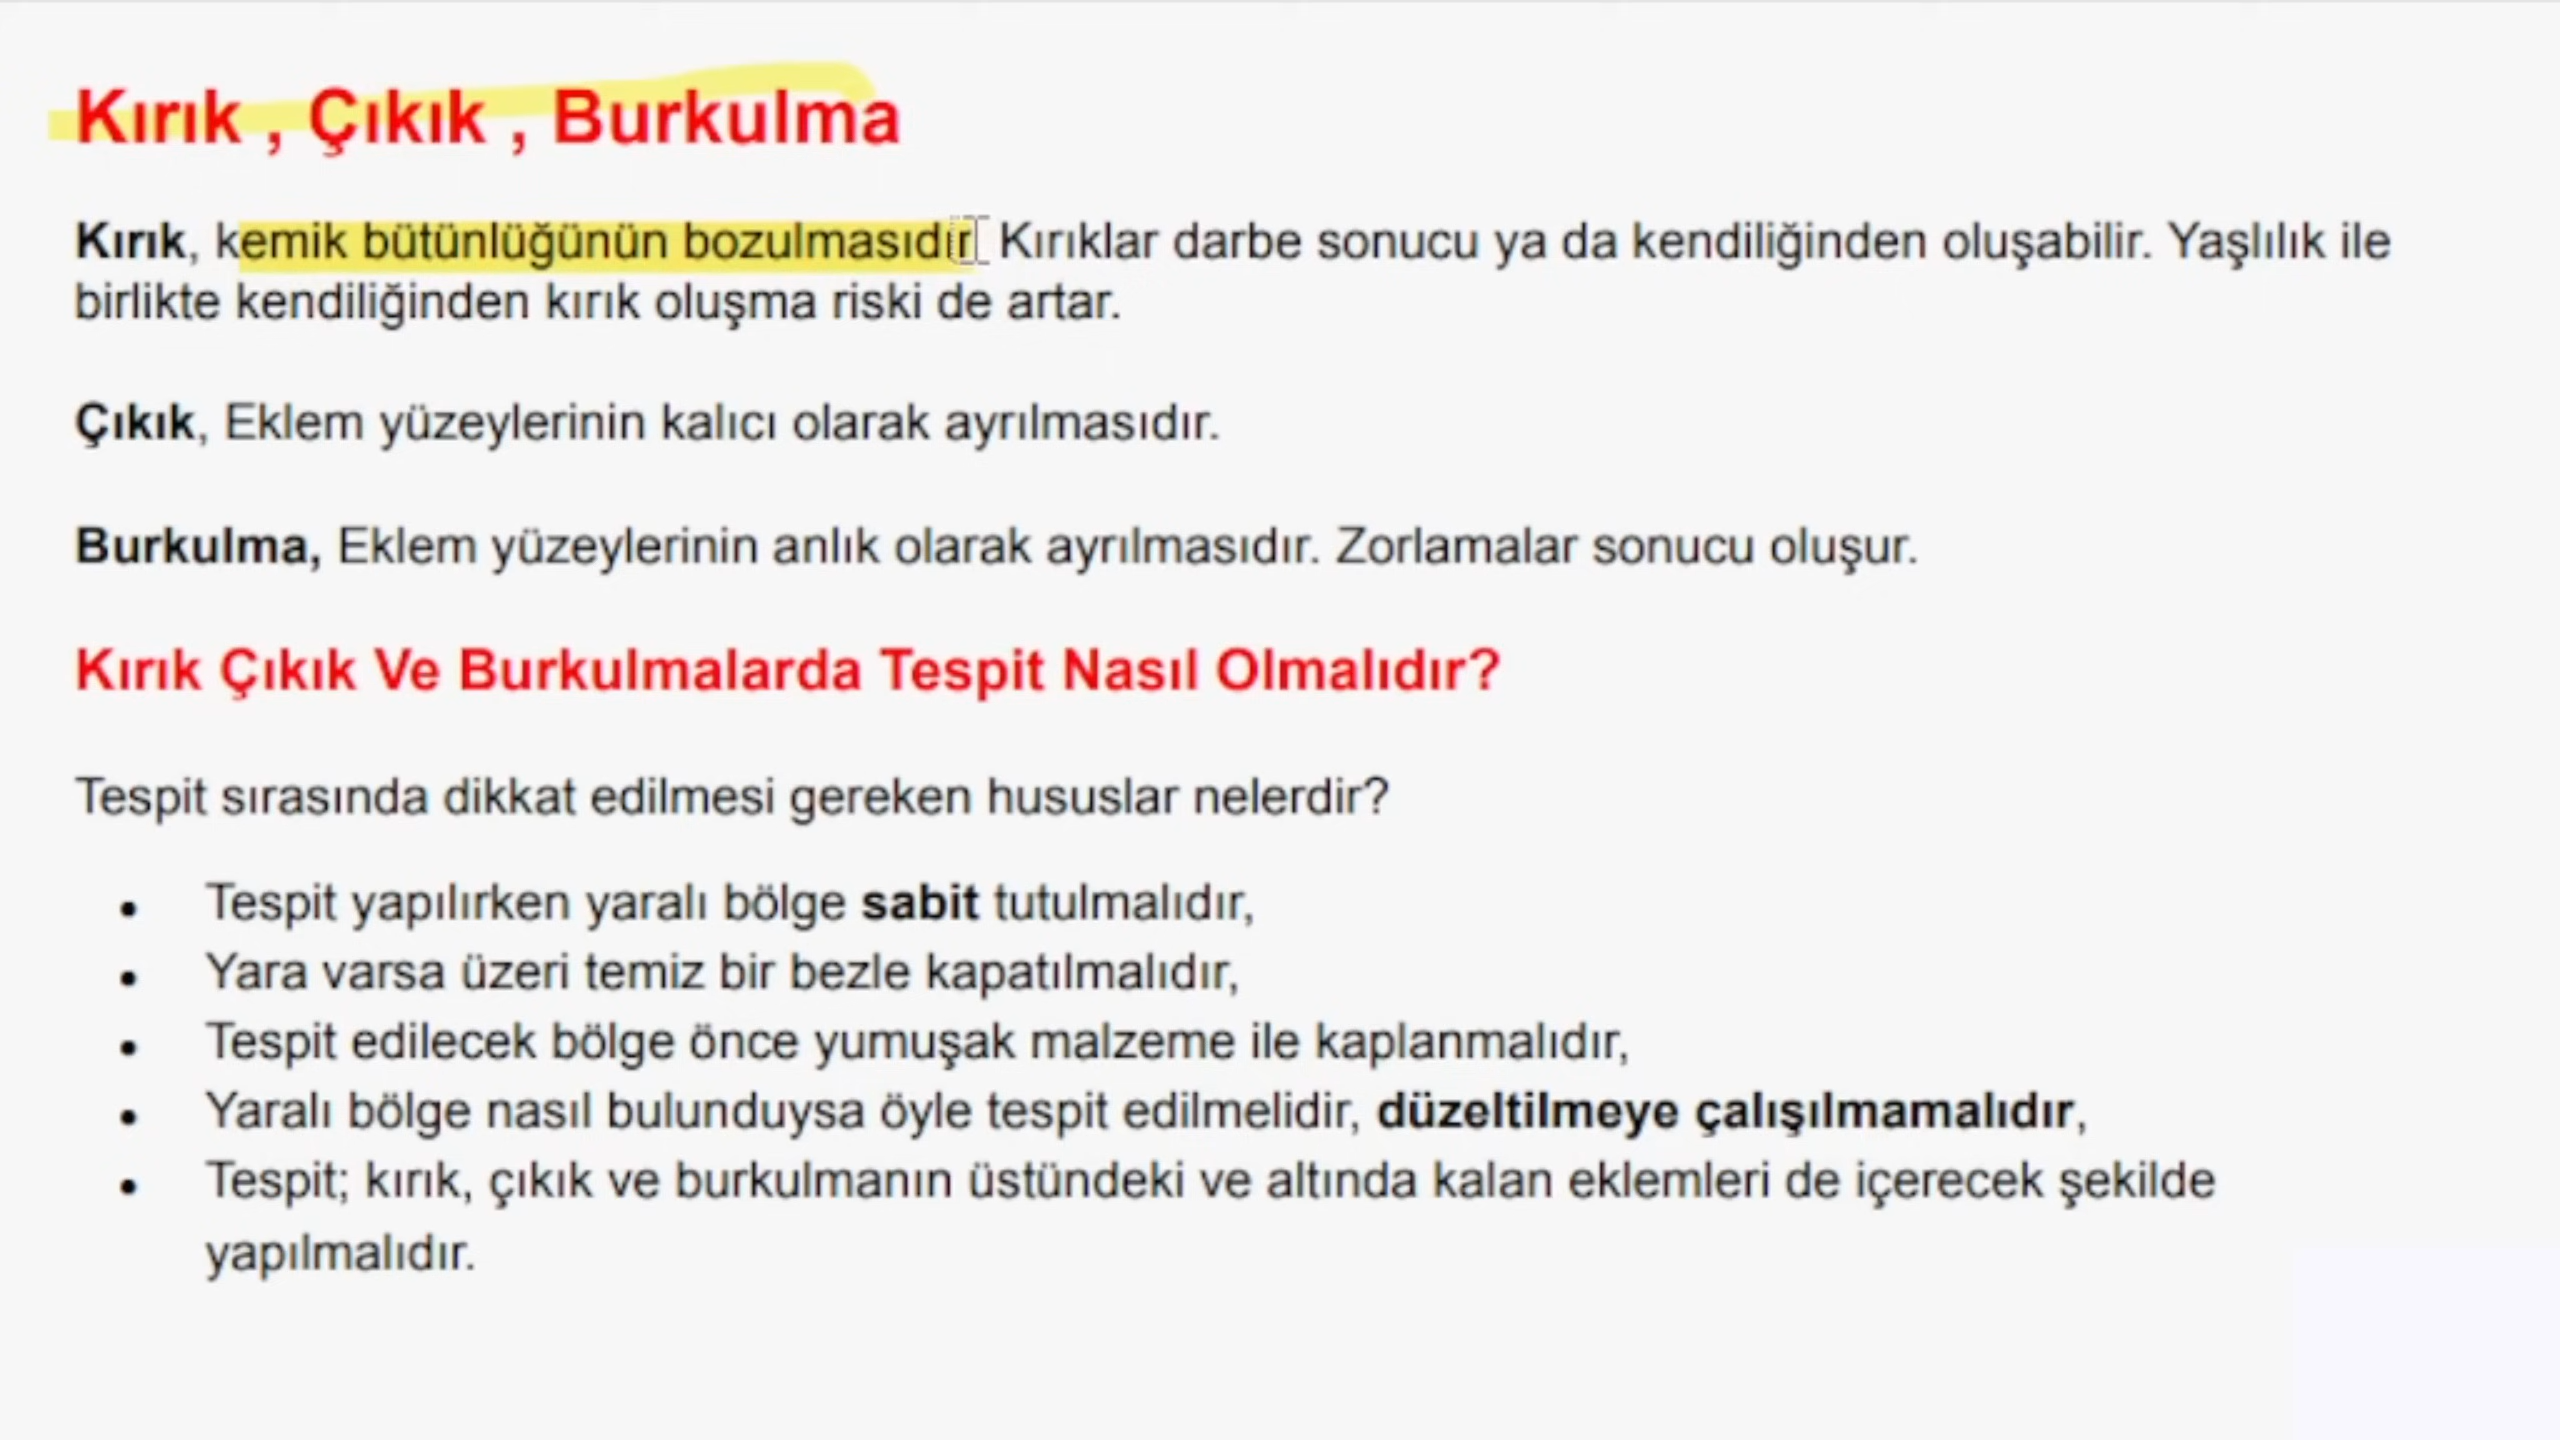 Kırık , Çıkık , Burkulma
Kırık, kemik bütünlüğünün bozulmasıdır. Kırıklar darbe sonucu ya da kendiliğinden oluşabilir. Yaşlılık ile
birlikte kendiliğinden kırık oluşma riski de artar.
Çıkık, Eklem yüzeylerinin kalıcı olarak ayrılmasıdır.
Burkulma, Eklem yüzeylerinin anlık olarak ayrılmasıdır. Zorlamalar sonucu oluşur.
Kırık Çıkık Ve Burkulmalarda Tespit Nasıl Olmalıdır?
Tespit sırasında dikkat edilmesi gereken hususlar nelerdir?
• Tespit yapılırken yaralı bölge sabit tutulmalıdır,
• Yara varsa üzeri temiz bir bezle kapatılmalıdır,
• Tespit edilecek bölge önce yumuşak malzeme ile kaplanmalıdır,
• Yaralı bölge nasıl bulunduysa öyle tespit edilmelidir, düzeltilmeye çalışılmamalıdır,
• Tespit; kırık, çıkık ve burkulmanın üstündeki ve altında kalan eklemleri de içerecek şekilde
yapılmalıdır.